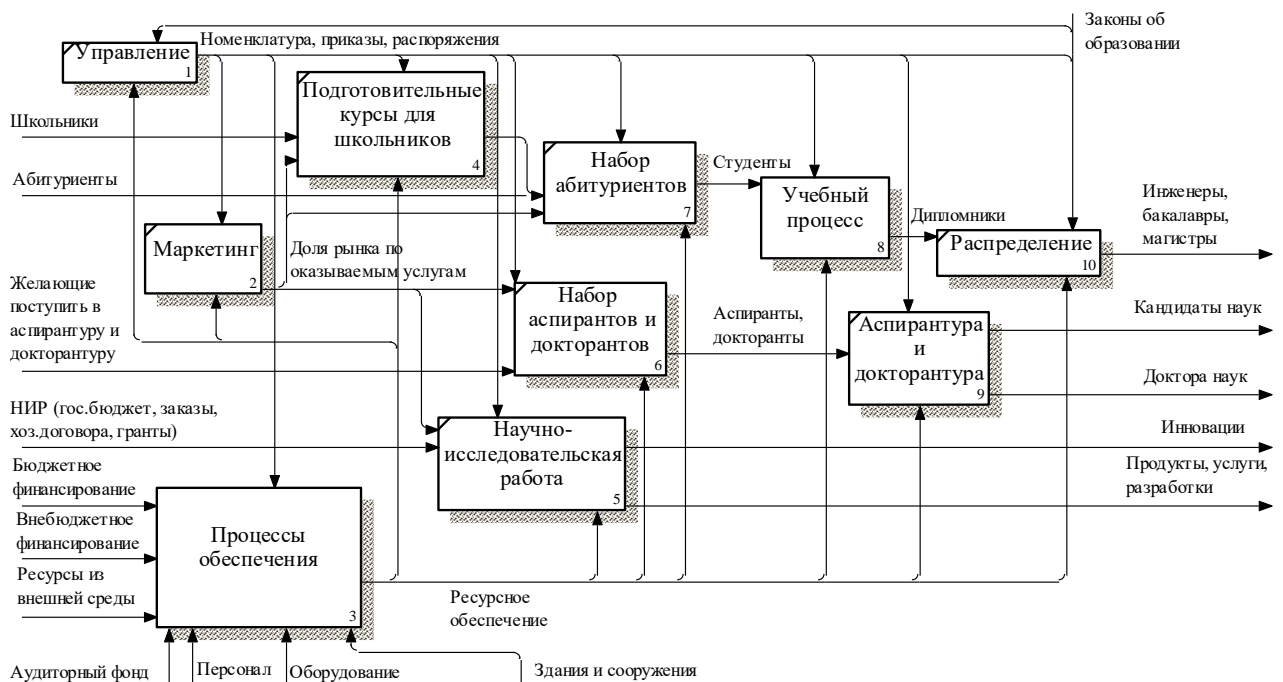 Законы об
образовании
Номенклатура, приказы, распоряжения
Управление
1
Подготовительные
курсы для
школьников
4
Школьники
Абитуриенты
Набор
абитуриентов
7
Студенты
Учебный
процесс
8
Дипломники
Распределение
10
Инженеры,
бакалавры,
магистры
Маркетинг
2
Доля рынка по
оказываемым услугам
Желающие
поступить в
аспирантуру и
докторантуру
Набор
аспирантов и
докторантов
6
Аспиранты,
докторанты
Аспирантура
и
докторантура
9
Кандидаты наук
Доктора наук
НИР (гос.бюджет, заказы,
хоз.договора, гранты)
Научно-
исследовательская
работа
5
Инновации
Продукты, услуги,
разработки
Бюджетное
финансирование
Внебюджетное
финансирование
Ресурсы из
внешней среды
Процессы
обеспечения
3
Ресурсное
обеспечение
Аудиторный фонд
Персонал
Оборудование
Здания и сооружения